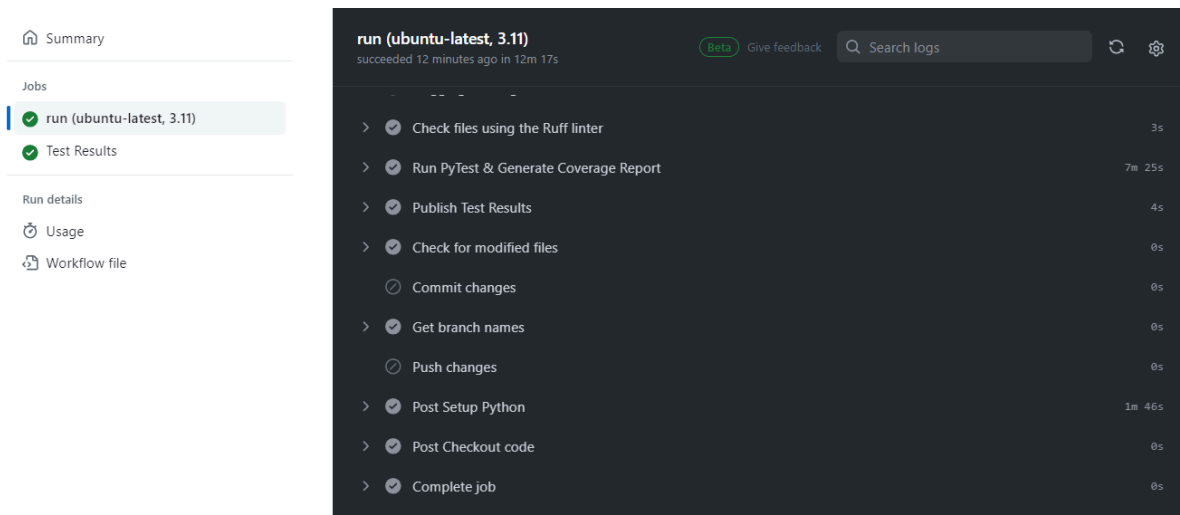 Summary
Jobs
run (ubuntu-latest, 3.11)
Test Results
Run details
Usage
Workflow file
run (ubuntu-latest, 3.11)
succeeded 12 minutes ago in 12m 17s
Beta Give feedback
Search logs
Check files using the Ruff linter 3s
Run PyTest & Generate Coverage Report 7m 25s
Publish Test Results 4s
Check for modified files 0s
Commit changes 0s
Get branch names 0s
Push changes 0s
Post Setup Python 1m 46s
Post Checkout code 0s
Complete job 0s